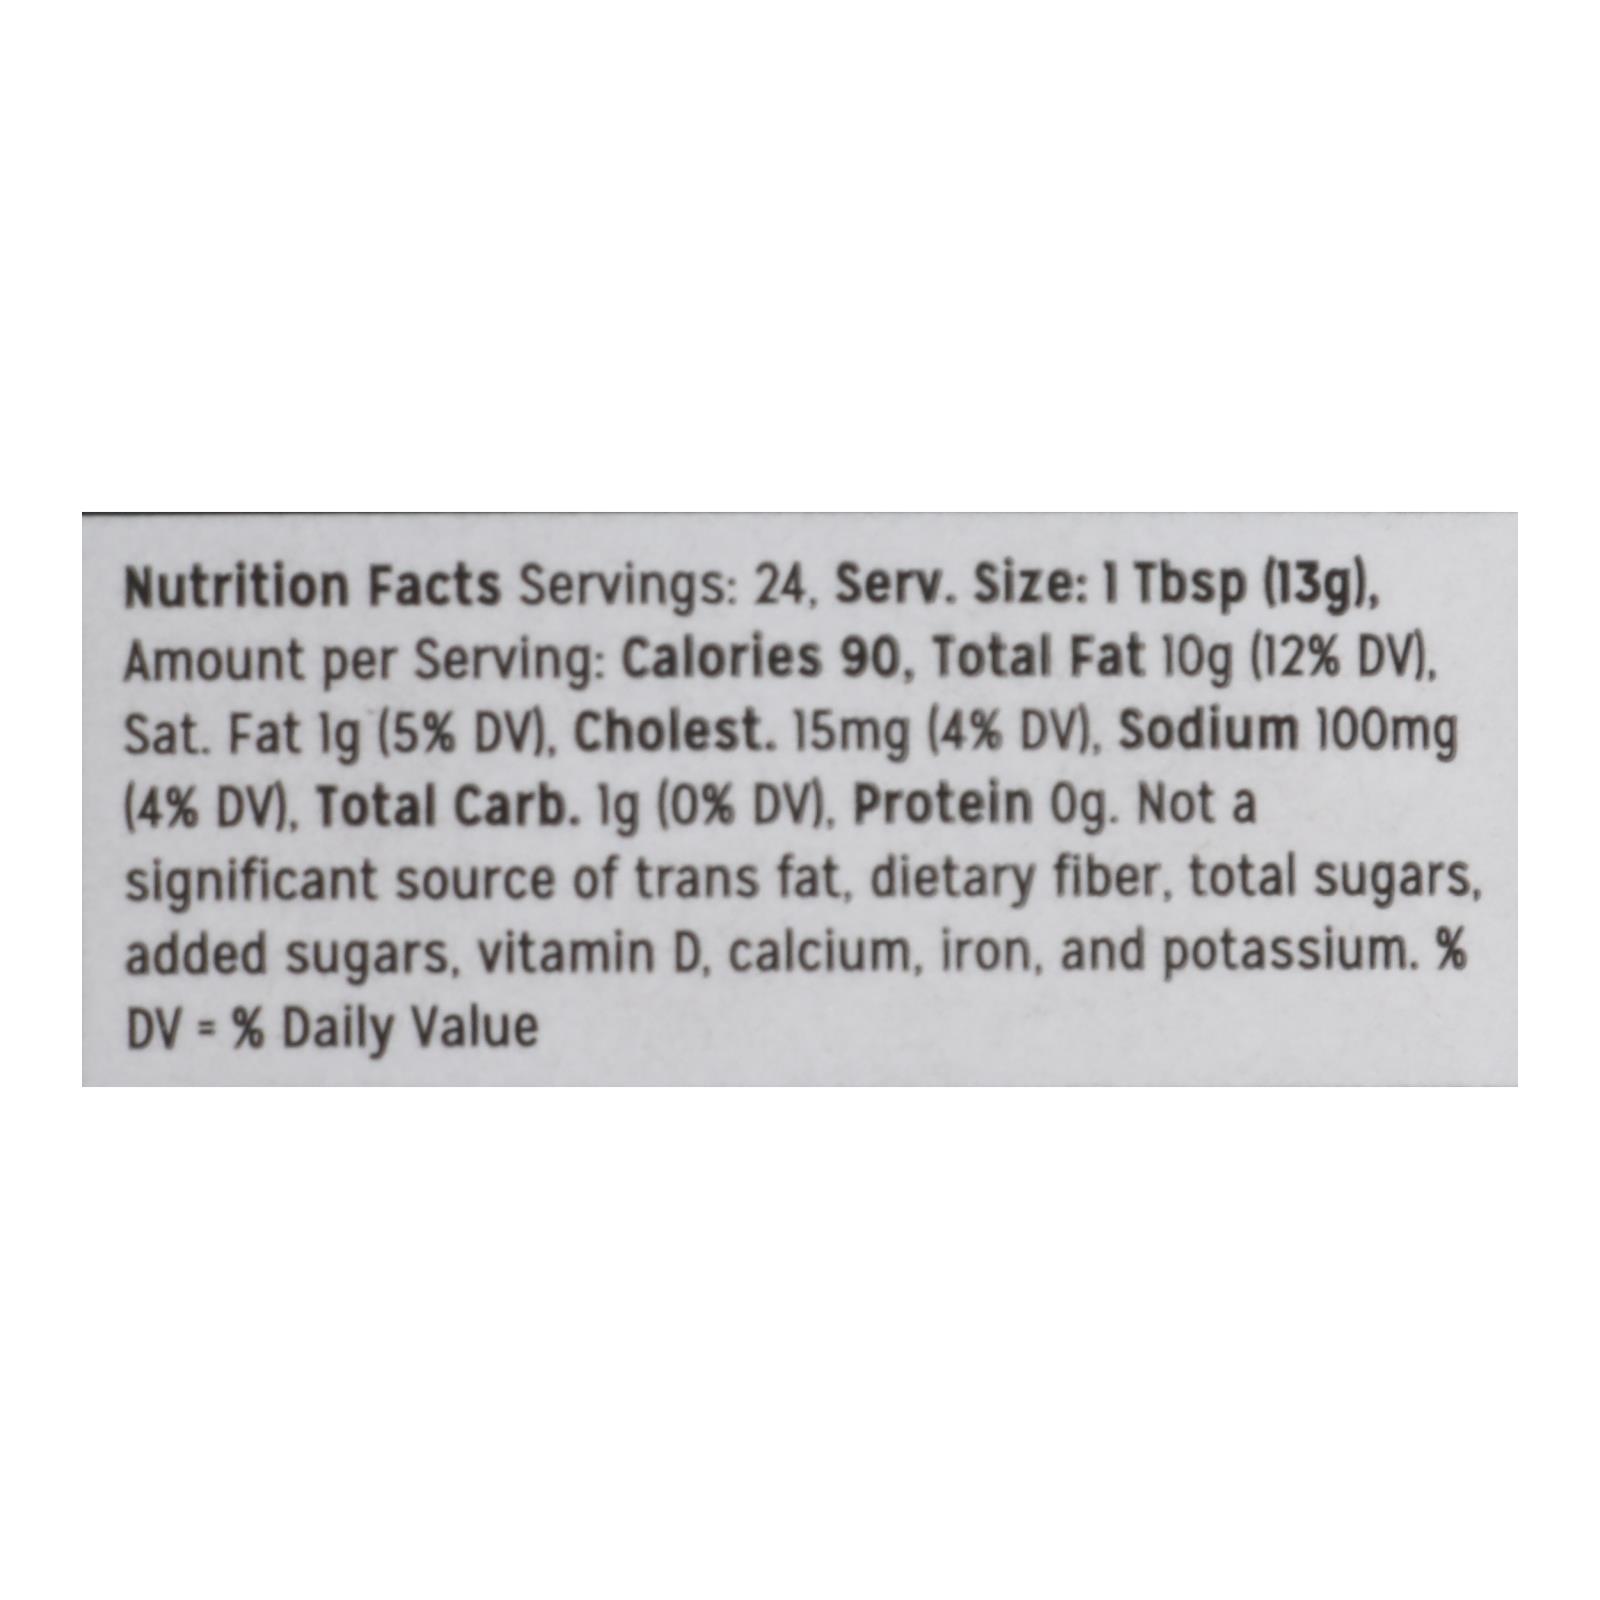 Nutrition Facts Servings: 24, Serv. Size: 1 Tbsp (13g),
Amount per Serving: Calories 90, Total Fat 10g (12% DV),
Sat. Fat 1g (5% DV), Cholest. 15mg (4% DV), Sodium 100mg
(4% DV), Total Carb. 1g (0% DV), Protein 0g. Not a
significant source of trans fat, dietary fiber, total sugars,
added sugars, vitamin D, calcium, iron, and potassium. %
DV = % Daily Value